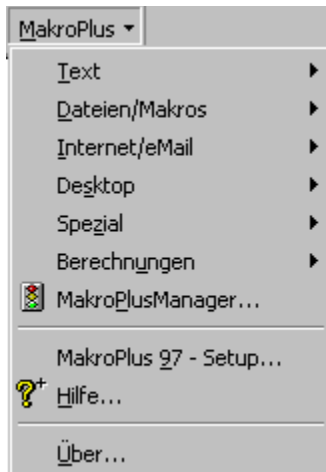 MakroPlus
Text
Dateien/Makros
Internet/eMail
Desktop
Spezial
Berechnungen
MakroPlusManager...
MakroPlus 97 - Setup...
Hilfe...
Über...